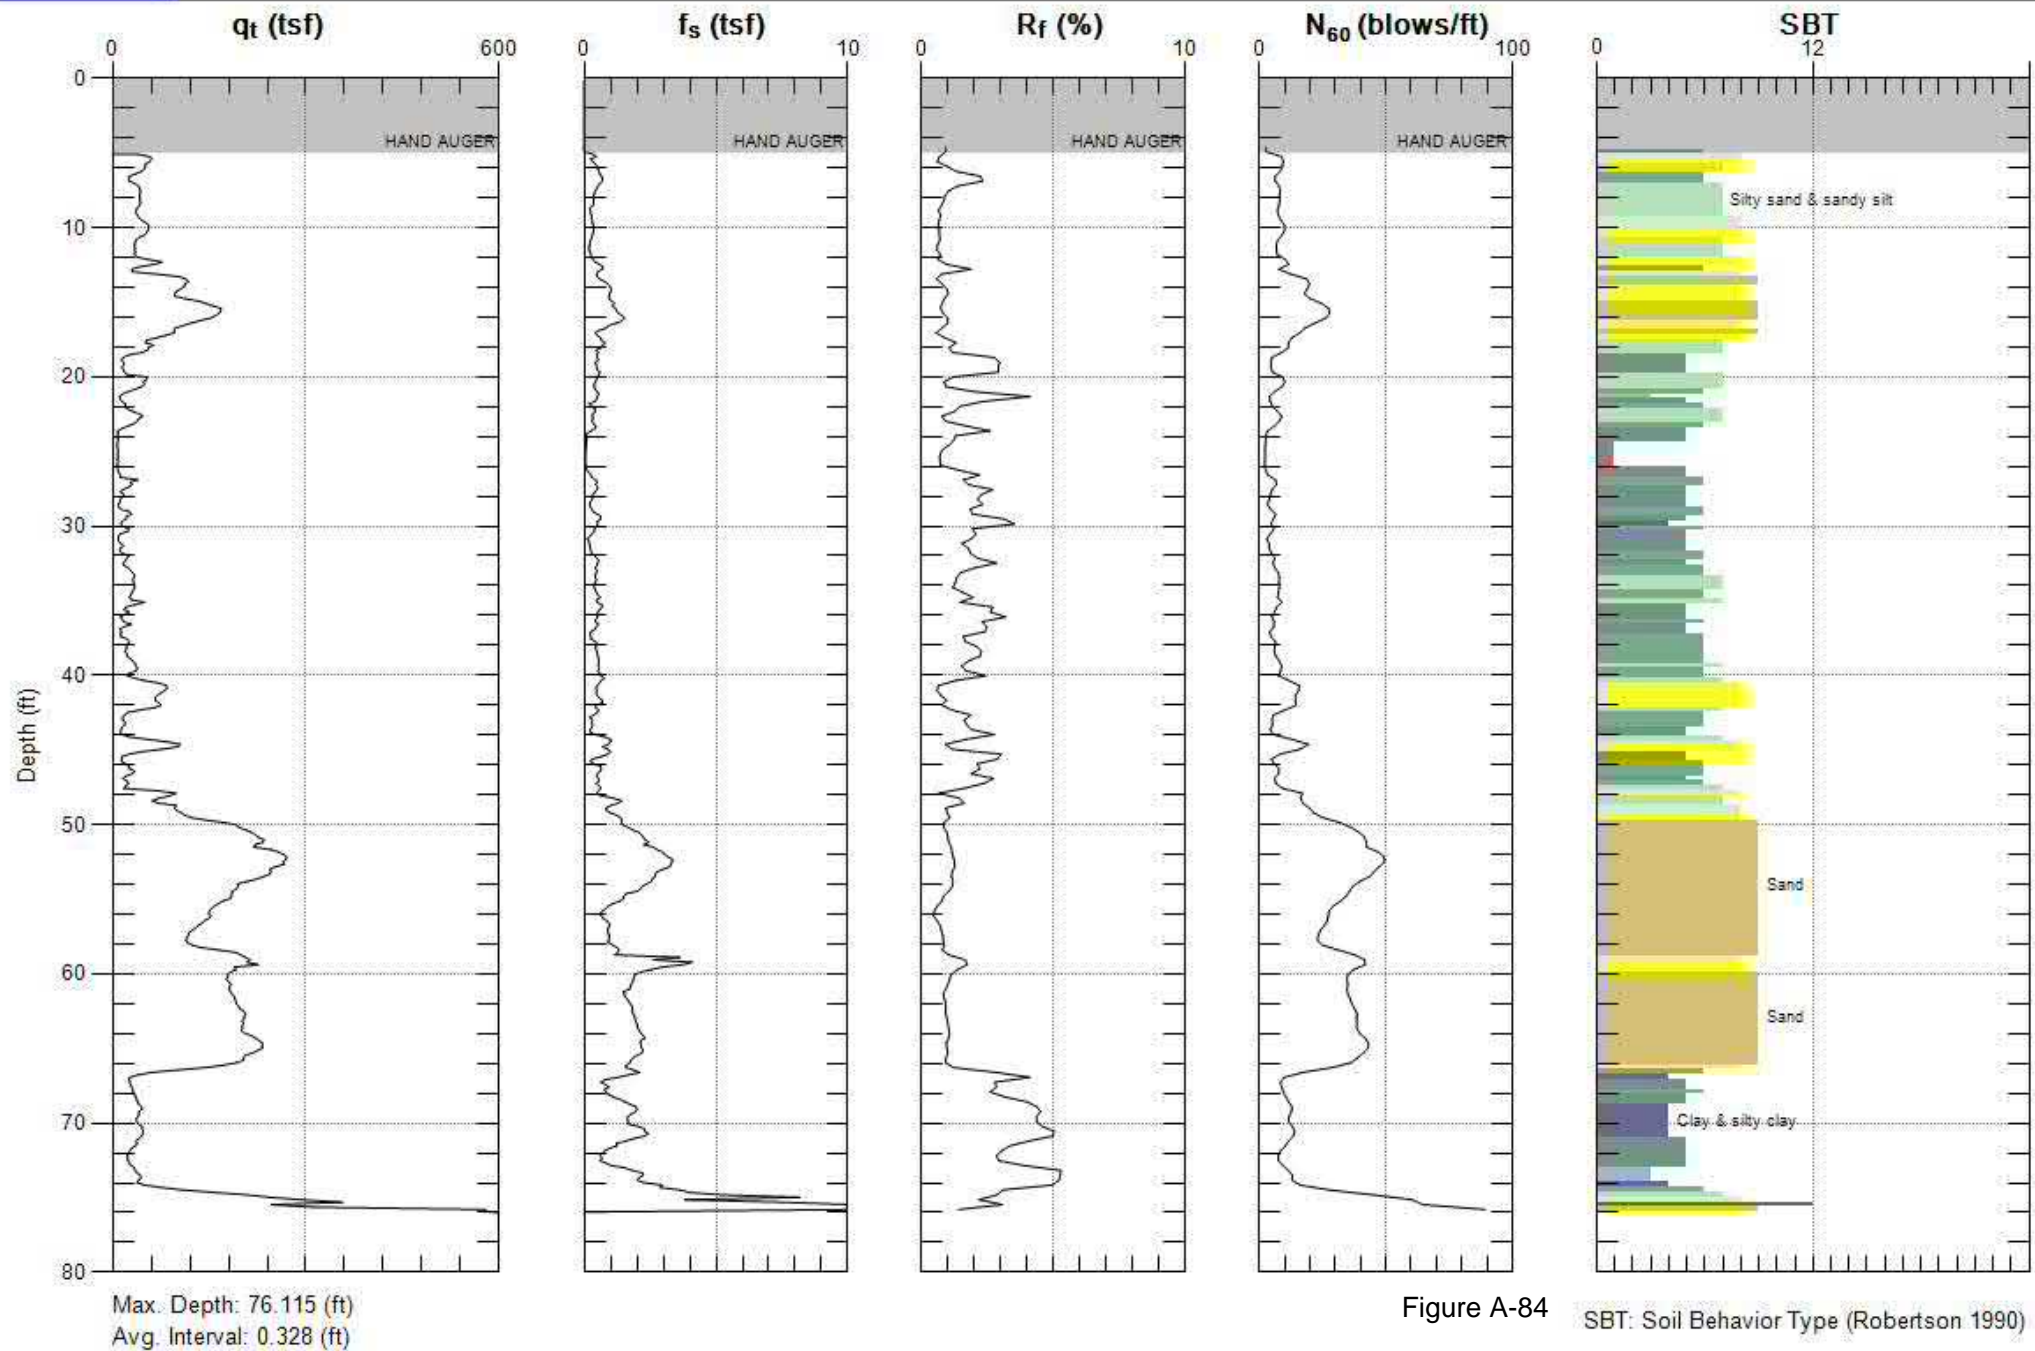 qt (tsf) fs (tsf) Rf (%) N60 (blows/ft) SBT
0 600 0 10 0 10 0 100 0 12
0
HAND AUGER HAND AUGER HAND AUGER HAND AUGER
Silty sand & sandy silt
10
20
30
40
Depth (ft)
50
Sand
60
Sand
70
Clay & silty clay
80
Max. Depth: 76.115 (ft)
Avg. Interval: 0.328 (ft)
Figure A-84
SBT: Soil Behavior Type (Robertson 1990)